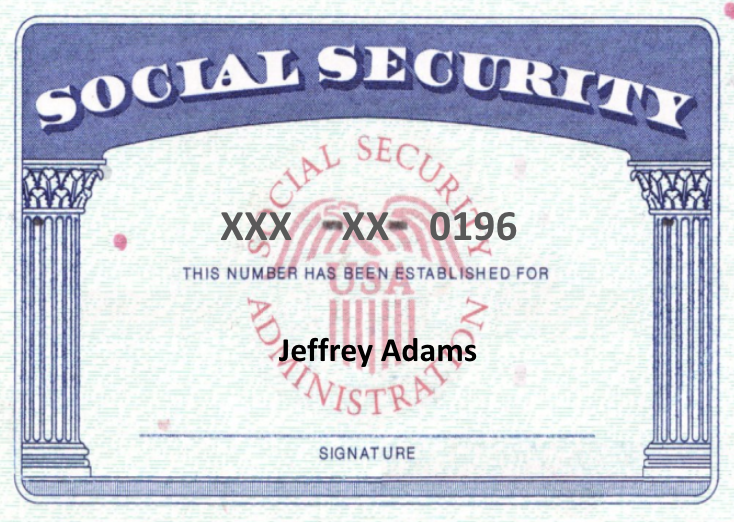 SOCIAL SECURITY
SOCIAL SECURITY
XXX -XX- 0196
THIS NUMBER HAS BEEN ESTABLISHED FOR
USA
Jeffrey Adams
ADMINISTRATION
SIGNATURE